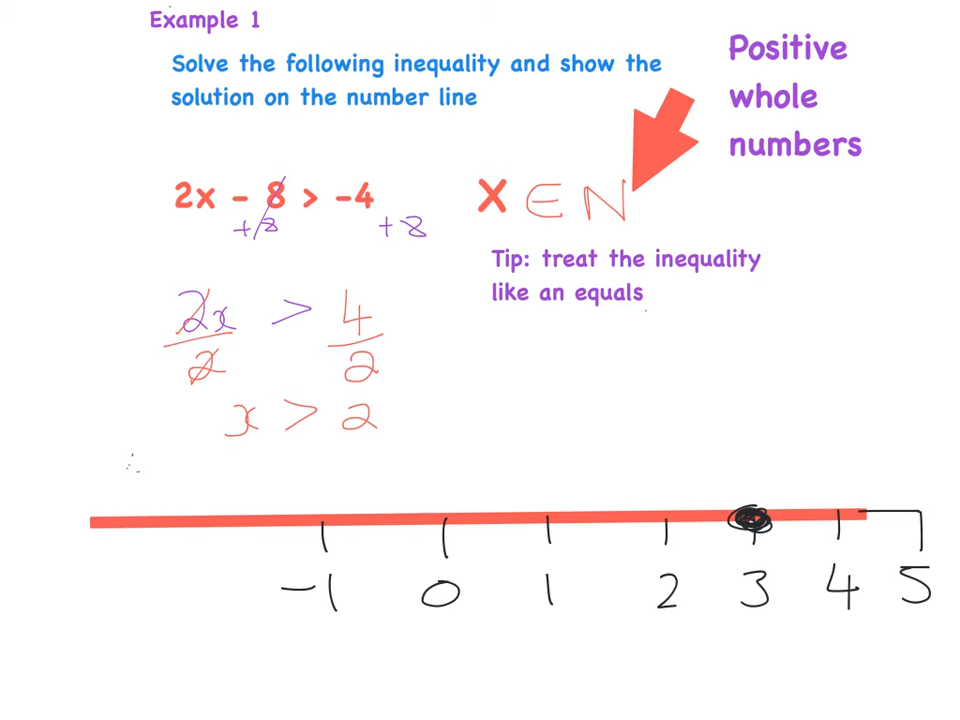 Example 1
Solve the following inequality and show the
solution on the number line
Positive
whole
numbers
2x - 8 > -4
+8 +8
X ∈ N
Tip: treat the inequality
like an equals
2x > 4
2 2
x > 2
∴
-1 0 1 2 3 4 5